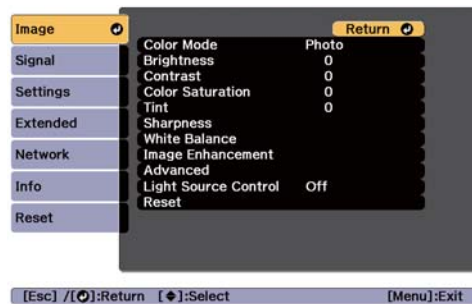 Image
Signal
Settings
Extended
Network
Info
Reset
Return
Color Mode Photo
Brightness 0
Contrast 0
Color Saturation 0
Tint 0
Sharpness
White Balance
Image Enhancement
Advanced
Light Source Control Off
Reset
[Esc] /[ ]:Return [ ]:Select [Menu]:Exit